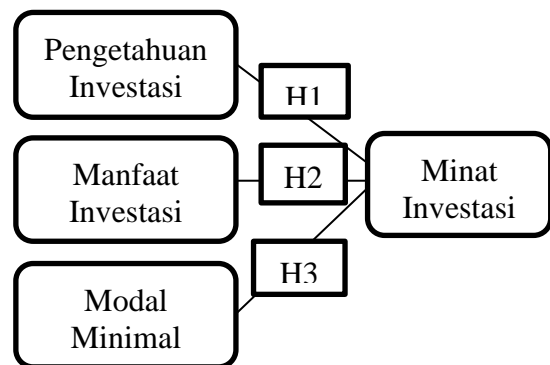 Pengetahuan
Investasi
H1
Manfaat
Investasi
H2
Minat
Investasi
H3
Modal
Minimal